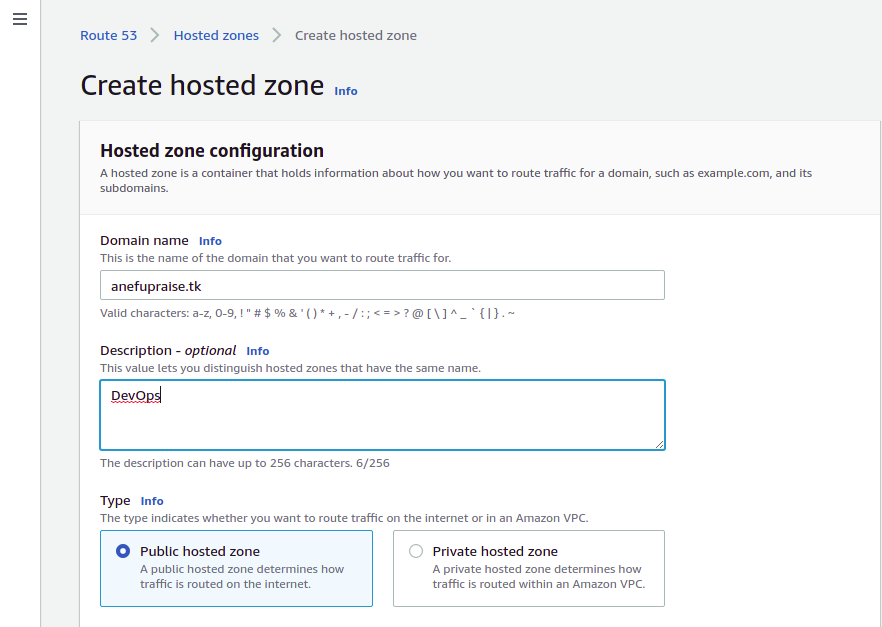 Route 53 > Hosted zones > Create hosted zone
Create hosted zone Info
Hosted zone configuration
A hosted zone is a container that holds information about how you want to route traffic for a domain, such as example.com, and its
subdomains.
Domain name Info
This is the name of the domain that you want to route traffic for.
anefupraise.tk
Valid characters: a-z, 0-9, ! " # $ % & ' ( ) * + , - / : ; < = > ? @ [ \ ] ^ _ ` { | } . ~
Description - optional Info
This value lets you distinguish hosted zones that have the same name.
DevOps
The description can have up to 256 characters. 6/256
Type Info
The type indicates whether you want to route traffic on the internet or in an Amazon VPC.
Public hosted zone
A public hosted zone determines how
traffic is routed on the internet.
Private hosted zone
A private hosted zone determines how
traffic is routed within an Amazon VPC.